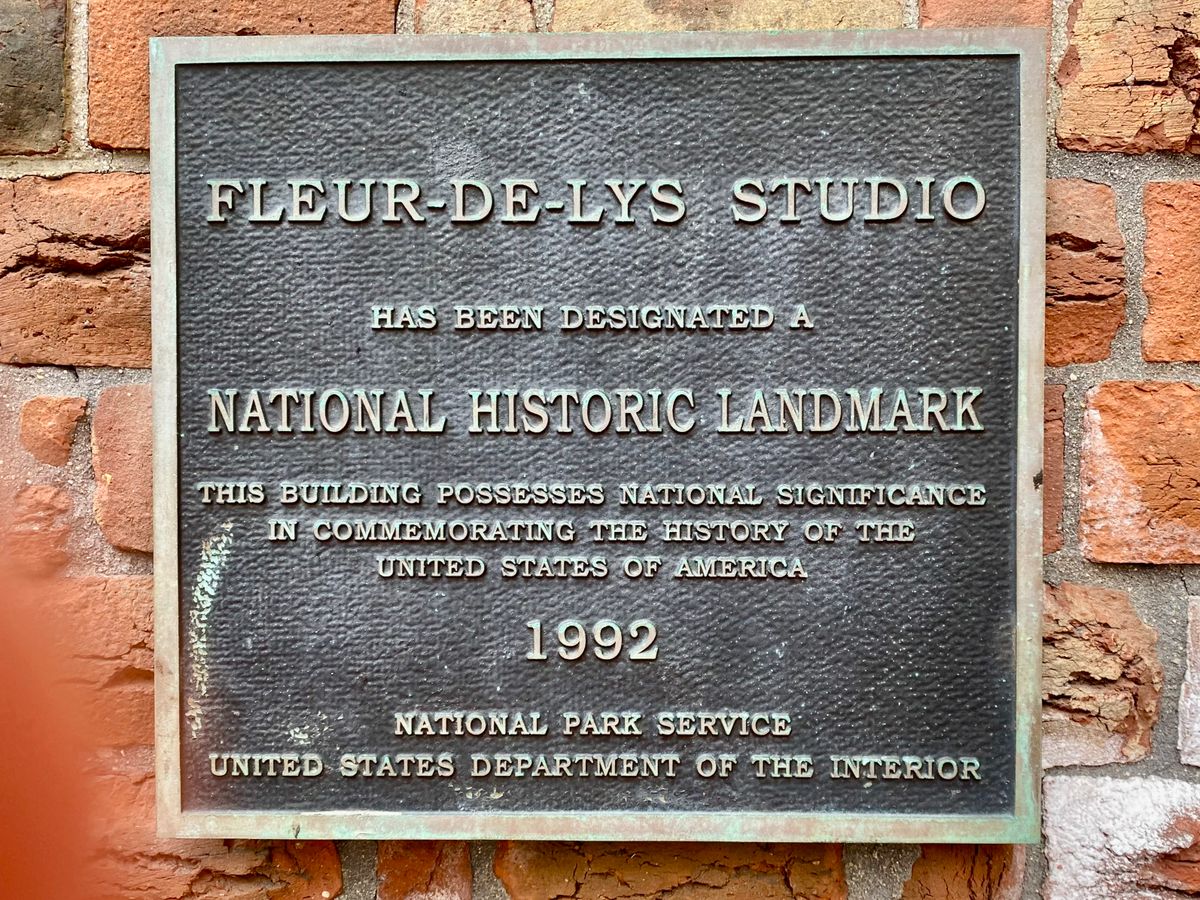 FLEUR-DE-LYS STUDIO
HAS BEEN DESIGNATED A
NATIONAL HISTORIC LANDMARK
THIS BUILDING POSSESSES NATIONAL SIGNIFICANCE
IN COMMEMORATING THE HISTORY OF THE
UNITED STATES OF AMERICA
1992
NATIONAL PARK SERVICE
UNITED STATES DEPARTMENT OF THE INTERIOR